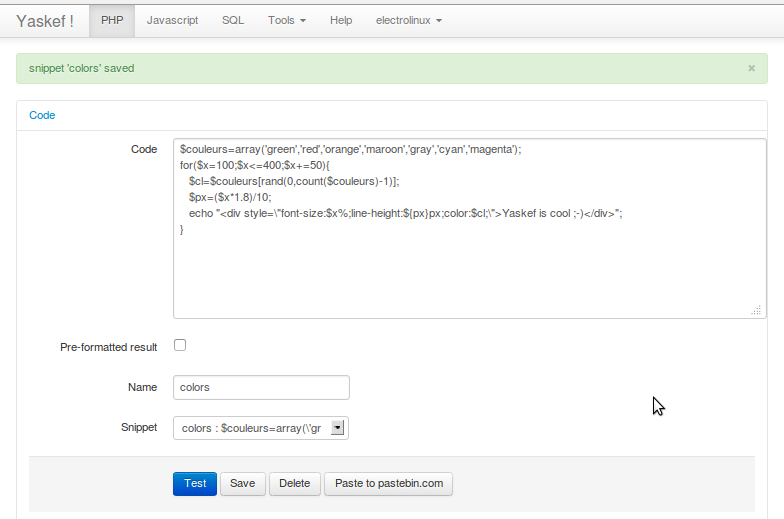 Yaskef ! PHP Javascript SQL Tools Help electrolinux
snippet 'colors' saved ×
Code
Code
$couleurs=array('green','red','orange','maroon','gray','cyan','magenta');
for($x=100;$x<=400;$x+=50){
$cl=$couleurs[rand(0,count($couleurs)-1)];
$px=($x*1.8)/10;
echo "<div style=\"font-size:$x%;line-height:${px}px;color:$cl;\">Yaskef is cool ;-)</div>";
}
Pre-formatted result
Name colors
Snippet colors : $couleurs=array(\'gr
Test Save Delete Paste to pastebin.com